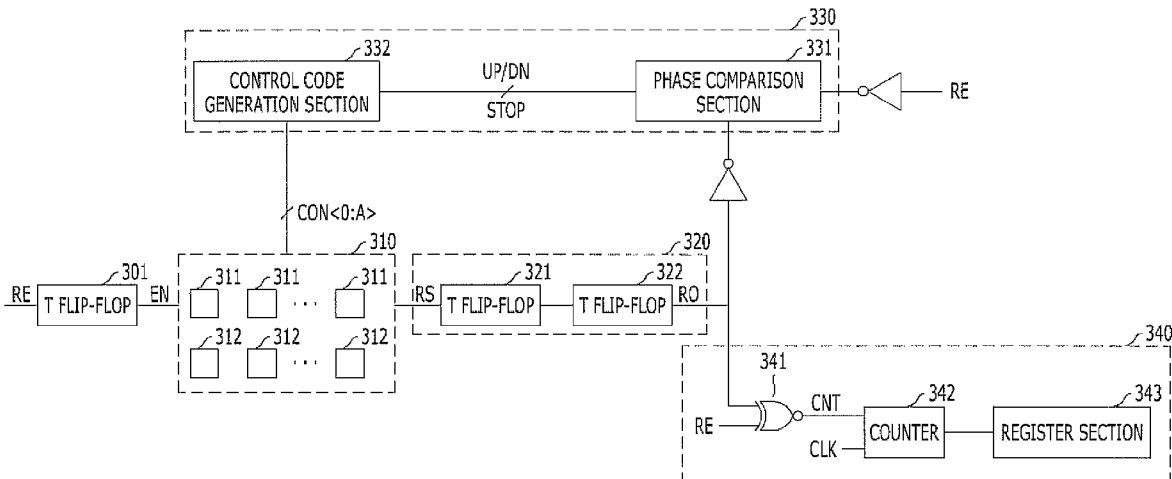 330
332
331
CONTROL CODE
GENERATION SECTION
UP/DN
STOP
PHASE COMPARISON
SECTION
RE
CON<0:A>
310
320
301
311
311
311
321
322
RE
T FLIP-FLOP
EN
RS
T FLIP-FLOP
T FLIP-FLOP
RO
312
312
312
340
341
342
343
CNT
RE
COUNTER
REGISTER SECTION
CLK